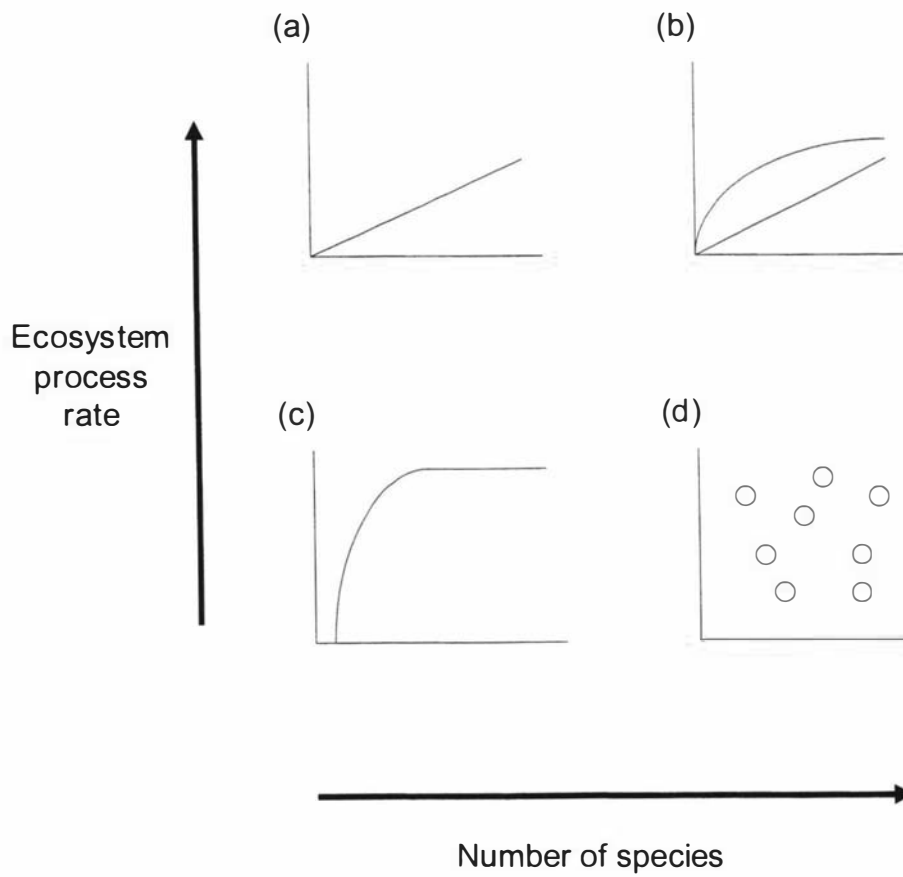 (a)
(b)
Ecosystem
process
rate
(c)
(d)
Number of species